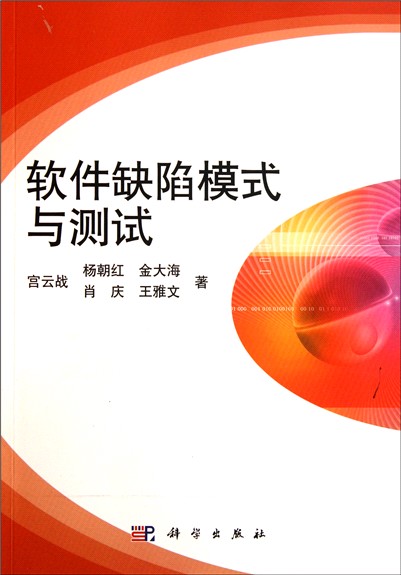 软件缺陷模式
与测试
宫云战 杨朝红 金大海 著
肖 庆 王雅文
科学出版社